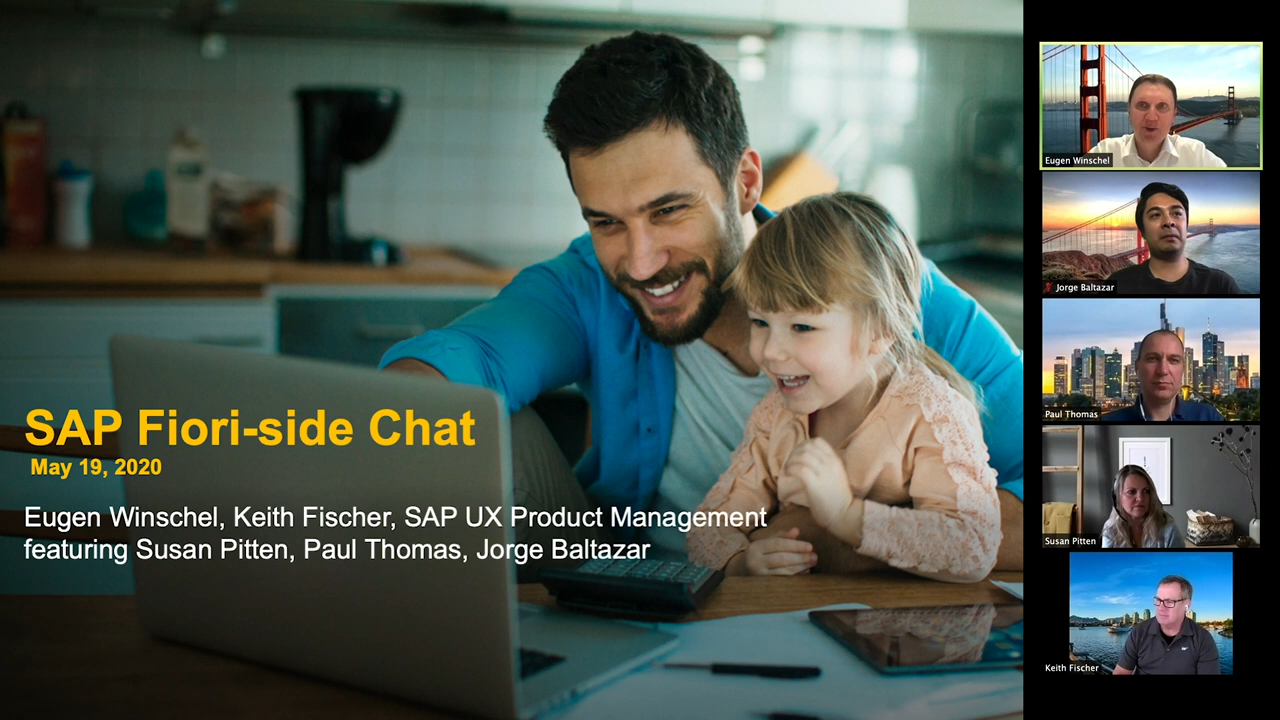 SAP Fiori-side Chat
May 19, 2020
Eugen Winschel, Keith Fischer, SAP UX Product Management
featuring Susan Pitten, Paul Thomas, Jorge Baltazar
Eugen Winschel
Jorge Baltazar
Paul Thomas
Susan Pitten
Keith Fischer